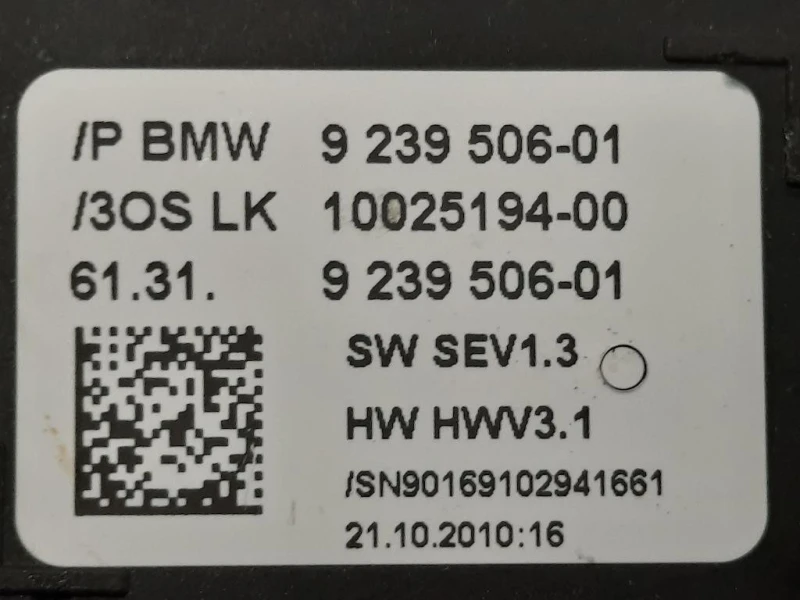 /P BMW 9 239 506-01
/3OS LK 10025194-00
61.31. 9 239 506-01
SW SEV1.3
HW HWV3.1
/SN90169102941661
21.10.2010:16